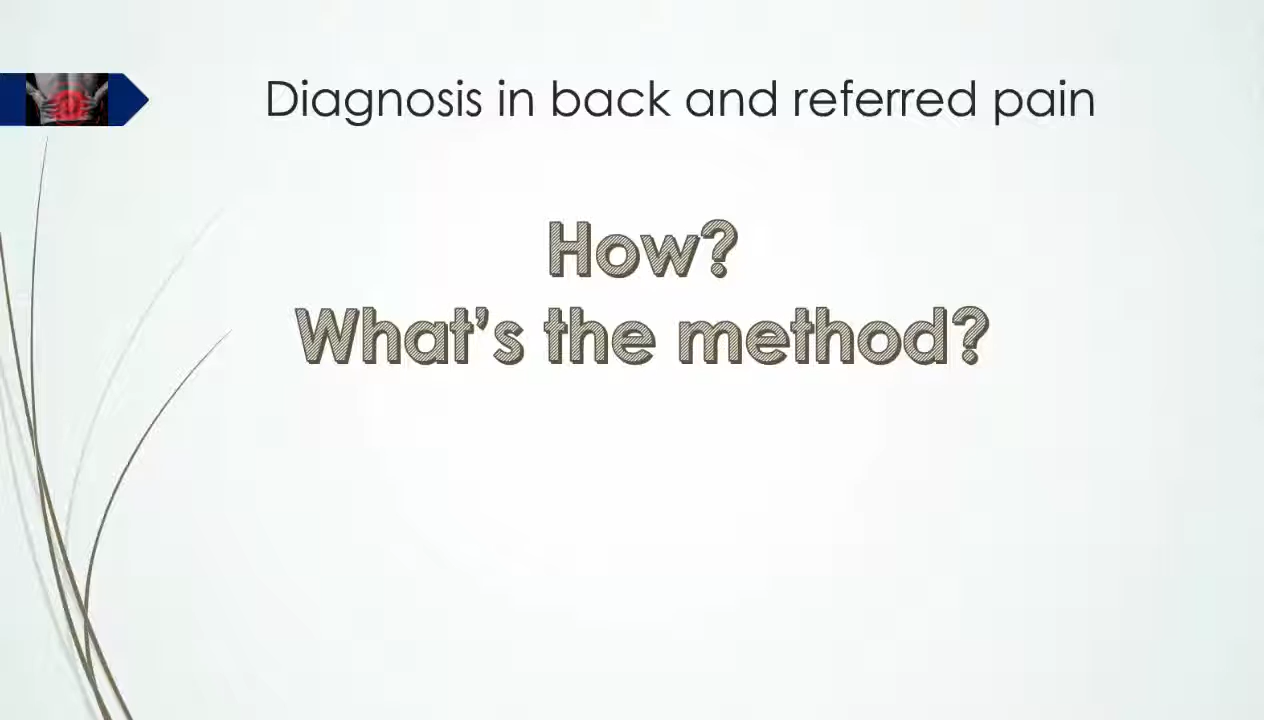 Diagnosis in back and referred pain
How?
What's the method?